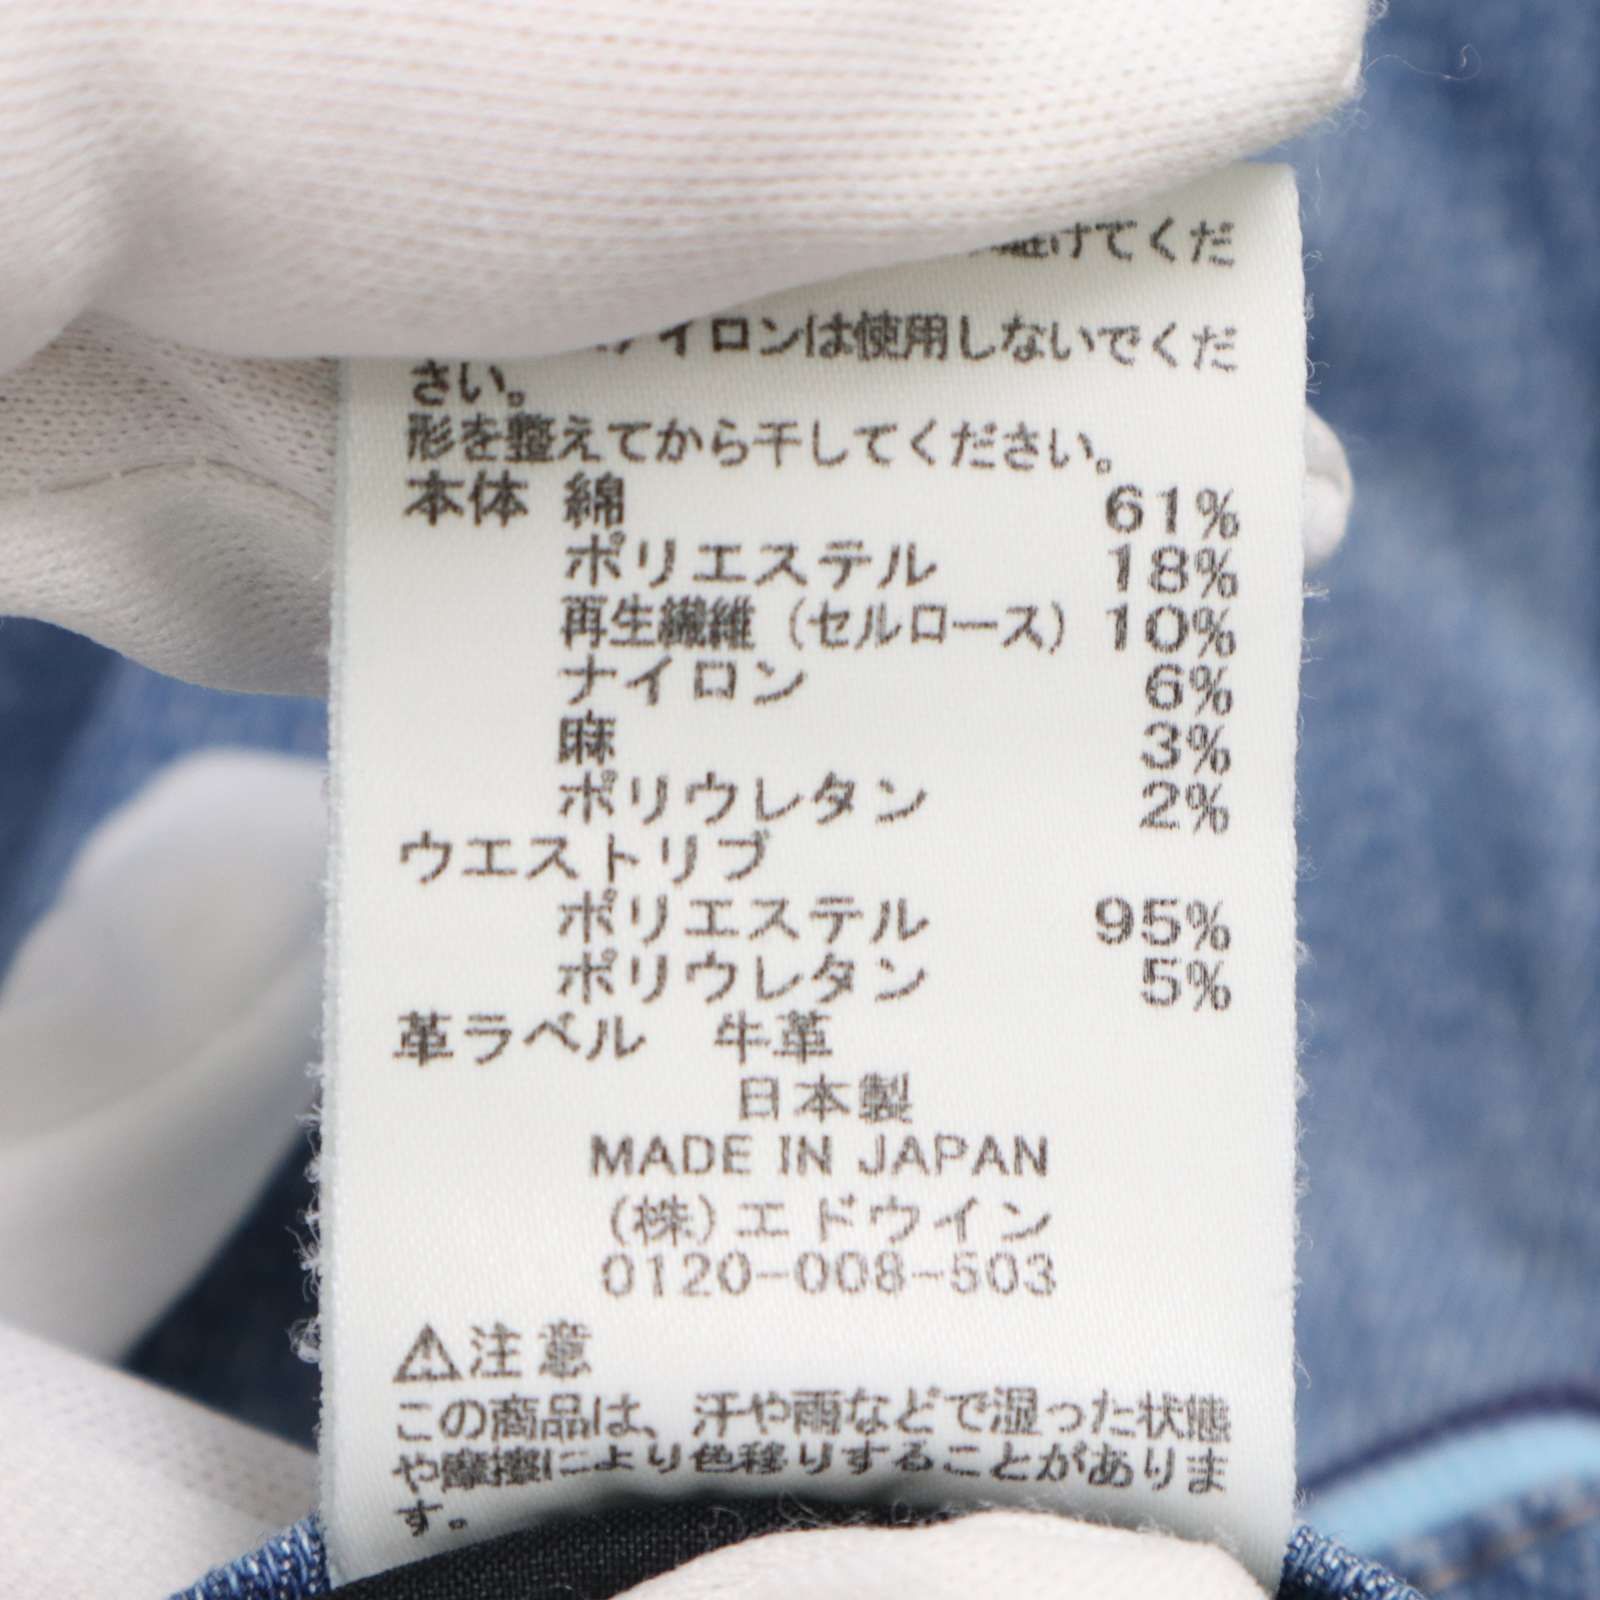 けてくだ
イロンは使用しないでくだ
さい。
形を整えてから干してください。
本体 綿 61%
ポリエステル 18%
再生繊維(セルロース) 10%
ナイロン 6%
麻 3%
ポリウレタン 2%
ウエストリブ
ポリエステル 95%
ポリウレタン 5%
革ラベル 牛革
日本製
MADE IN JAPAN
(株)エドウイン
0120-008-503
⚠注意
この商品は、汗や雨などで湿った状態
や摩擦により色移りすることがありま
す。